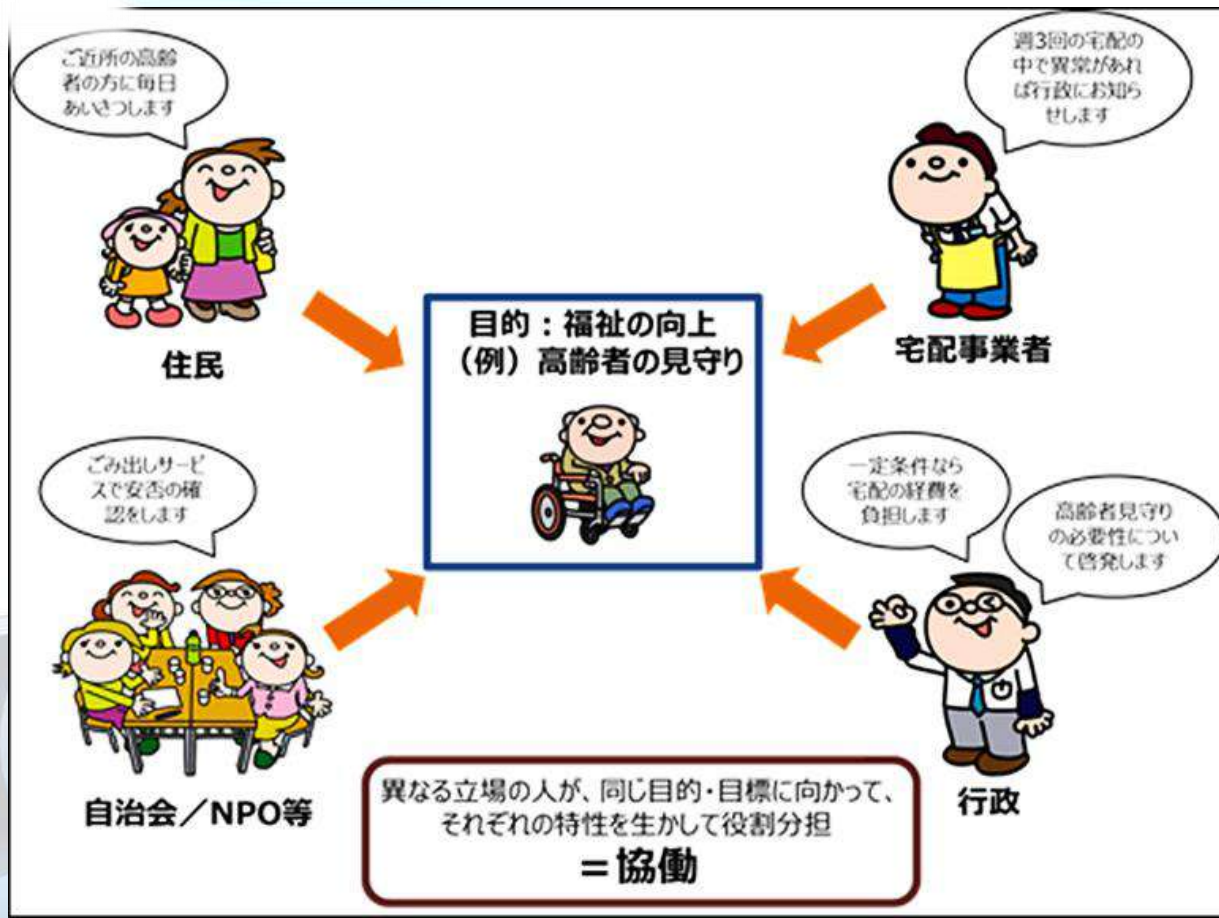 ご近所の高齢
者の方に毎日
あいさつします
住民
週3回の宅配の
中で異常があれ
ば行政にお知ら
せします
宅配事業者
目的：福祉の向上
（例）高齢者の見守り
ごみ出しサービ
スで安否の確
認をします
自治会／NPO等
一定条件なら
宅配の経費を
負担します
高齢者見守り
の必要性につい
て啓発します
行政
異なる立場の人が、同じ目的・目標に向かって、
それぞれの特性を生かして役割分担
＝協働